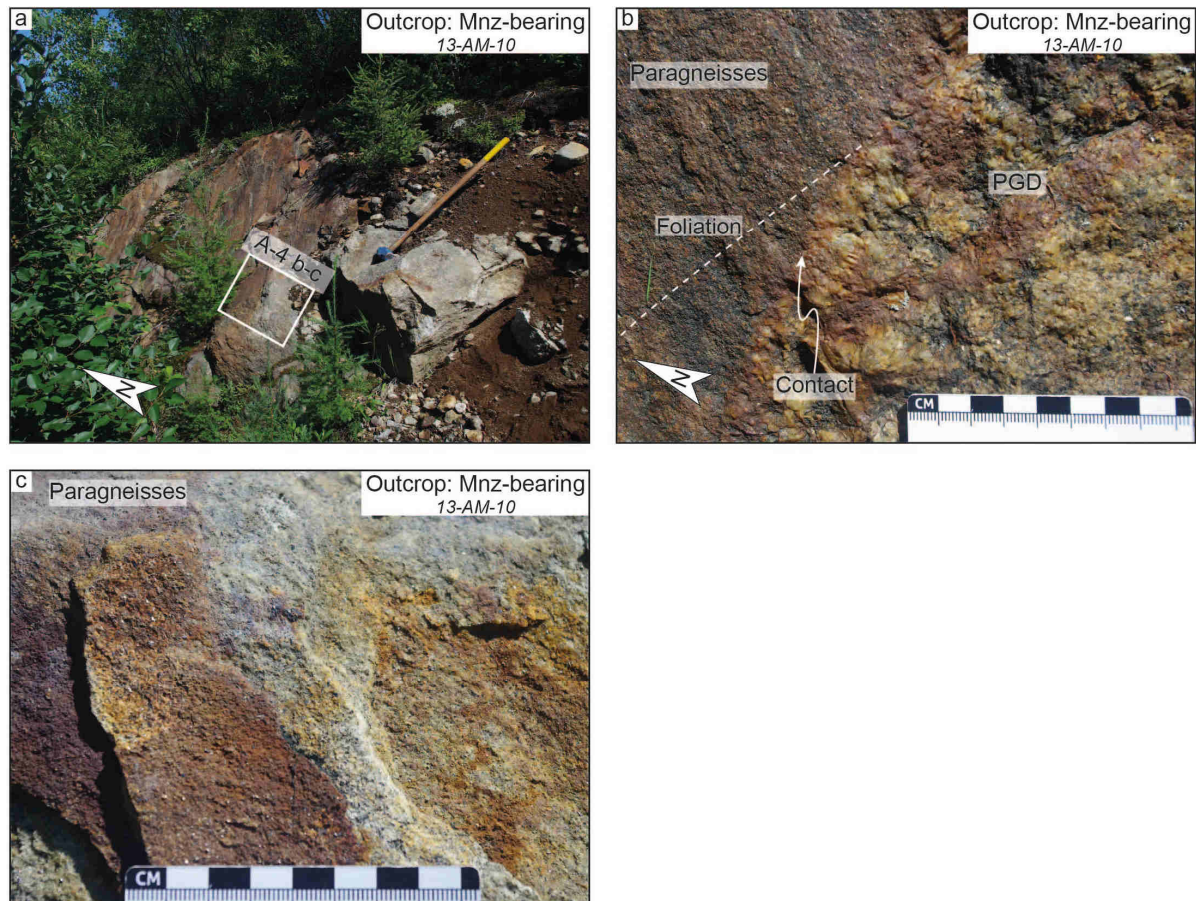 a
Outcrop: Mnz-bearing
13-AM-10
A-4 b-c
N
b
Outcrop: Mnz-bearing
13-AM-10
Paragneisses
PGD
Foliation
Contact
N
CM
c
Paragneisses
Outcrop: Mnz-bearing
13-AM-10
CM